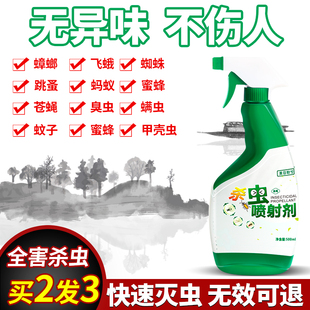 无异味 不伤人
蟑螂 飞蛾 蜘蛛
跳蚤 蚂蚁 蜜蜂
苍蝇 臭虫 螨虫
蚊子 蜜蜂 甲壳虫
杀虫
INSECTICIDAL
PROPELLANT
喷射剂
全害杀虫
买2发3
快速灭虫 无效可退